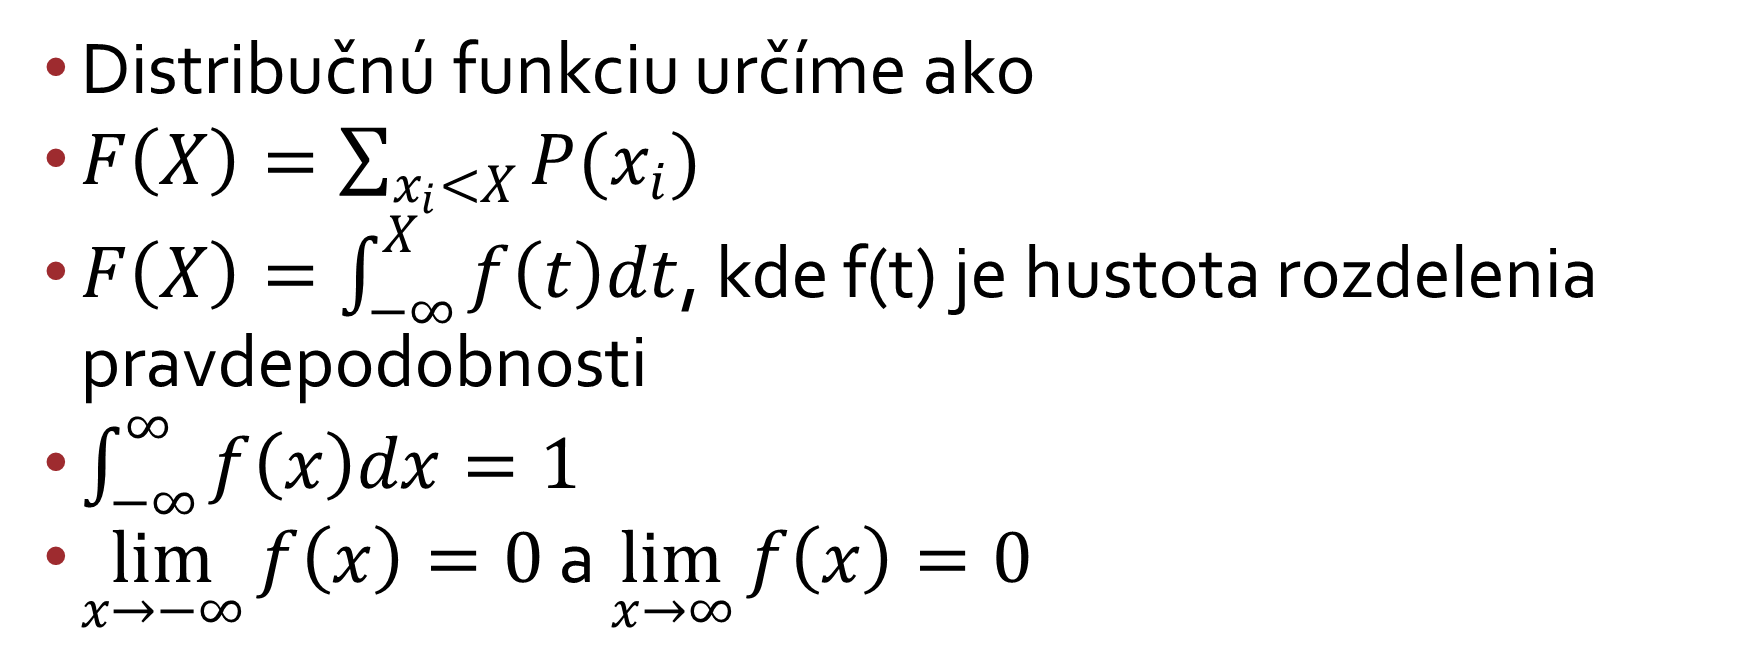 • Distribučnú funkciu určíme ako
• F(X) = ∑_{x_i<X} P(x_i)
• F(X) = ∫_{−∞}^{X} f(t)dt, kde f(t) je hustota rozdelenia
pravdepodobnosti
• ∫_{−∞}^{∞} f(x)dx = 1
• lim_{x→−∞} f(x) = 0 a lim_{x→∞} f(x) = 0